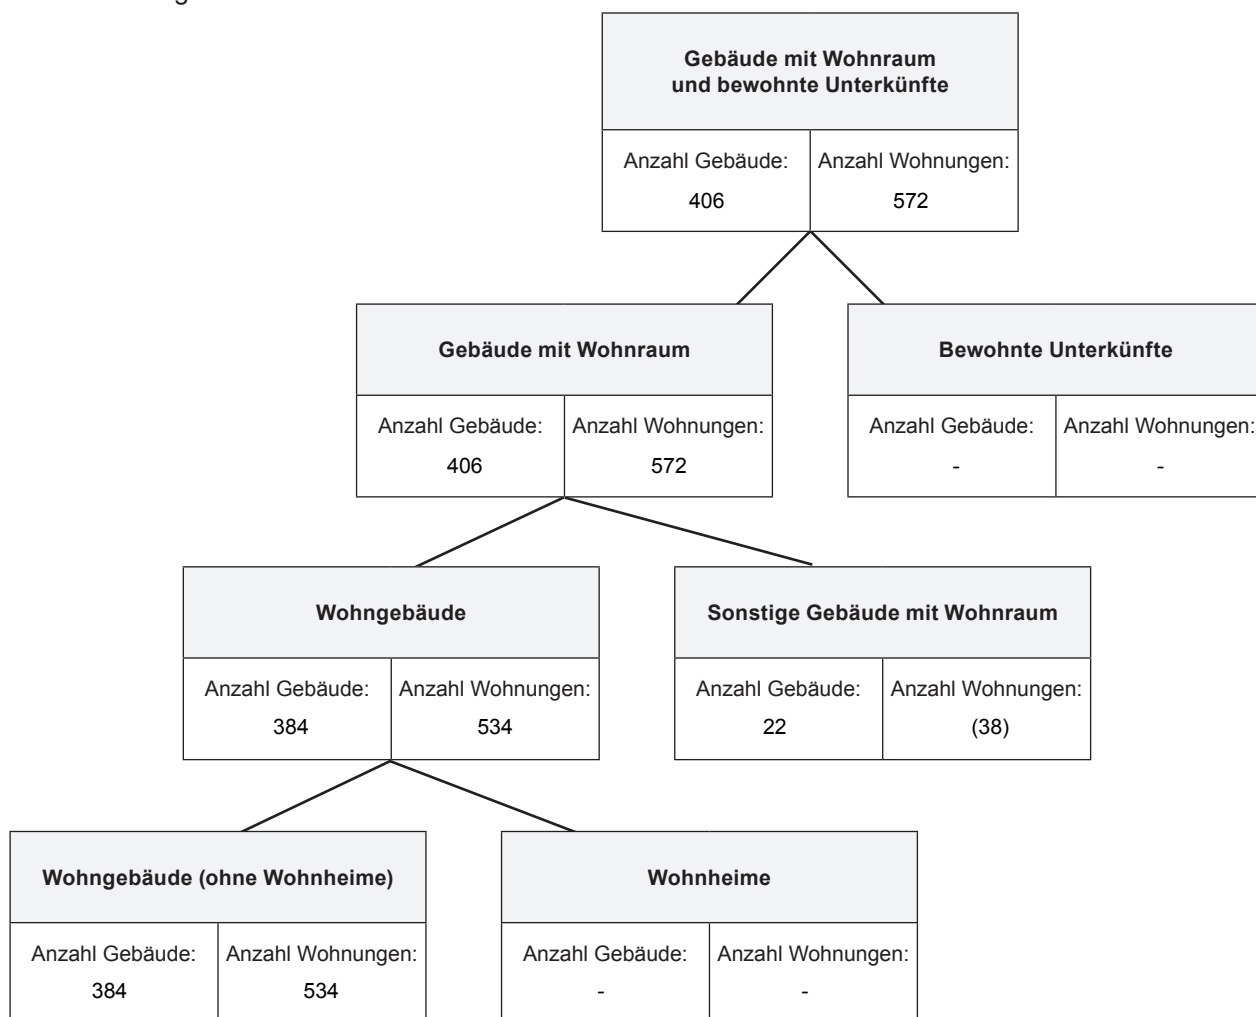 Gebäude mit Wohnraum
und bewohnte Unterkünfte
Anzahl Gebäude: Anzahl Wohnungen:
406 572
Gebäude mit Wohnraum
Bewohnte Unterkünfte
Anzahl Gebäude: Anzahl Wohnungen:
406 572
Anzahl Gebäude: Anzahl Wohnungen:
- -
Wohngebäude
Sonstige Gebäude mit Wohnraum
Anzahl Gebäude: Anzahl Wohnungen:
384 534
Anzahl Gebäude: Anzahl Wohnungen:
22 (38)
Wohngebäude (ohne Wohnheime)
Wohnheime
Anzahl Gebäude: Anzahl Wohnungen:
384 534
Anzahl Gebäude: Anzahl Wohnungen:
- -